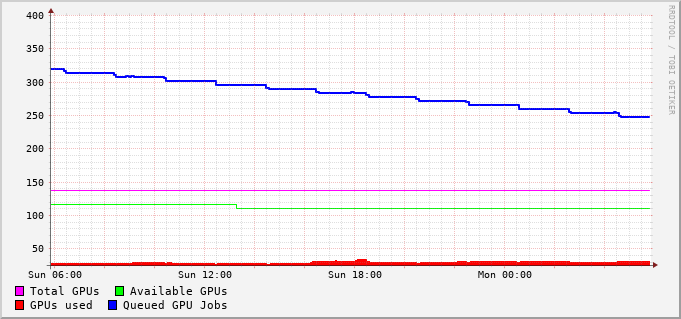 400
350
300
250
200
150
100
50
Sun 06:00 Sun 12:00 Sun 18:00 Mon 00:00
Total GPUs Available GPUs
GPUs used Queued GPU Jobs
RRDTOOL / TOBI OETIKER